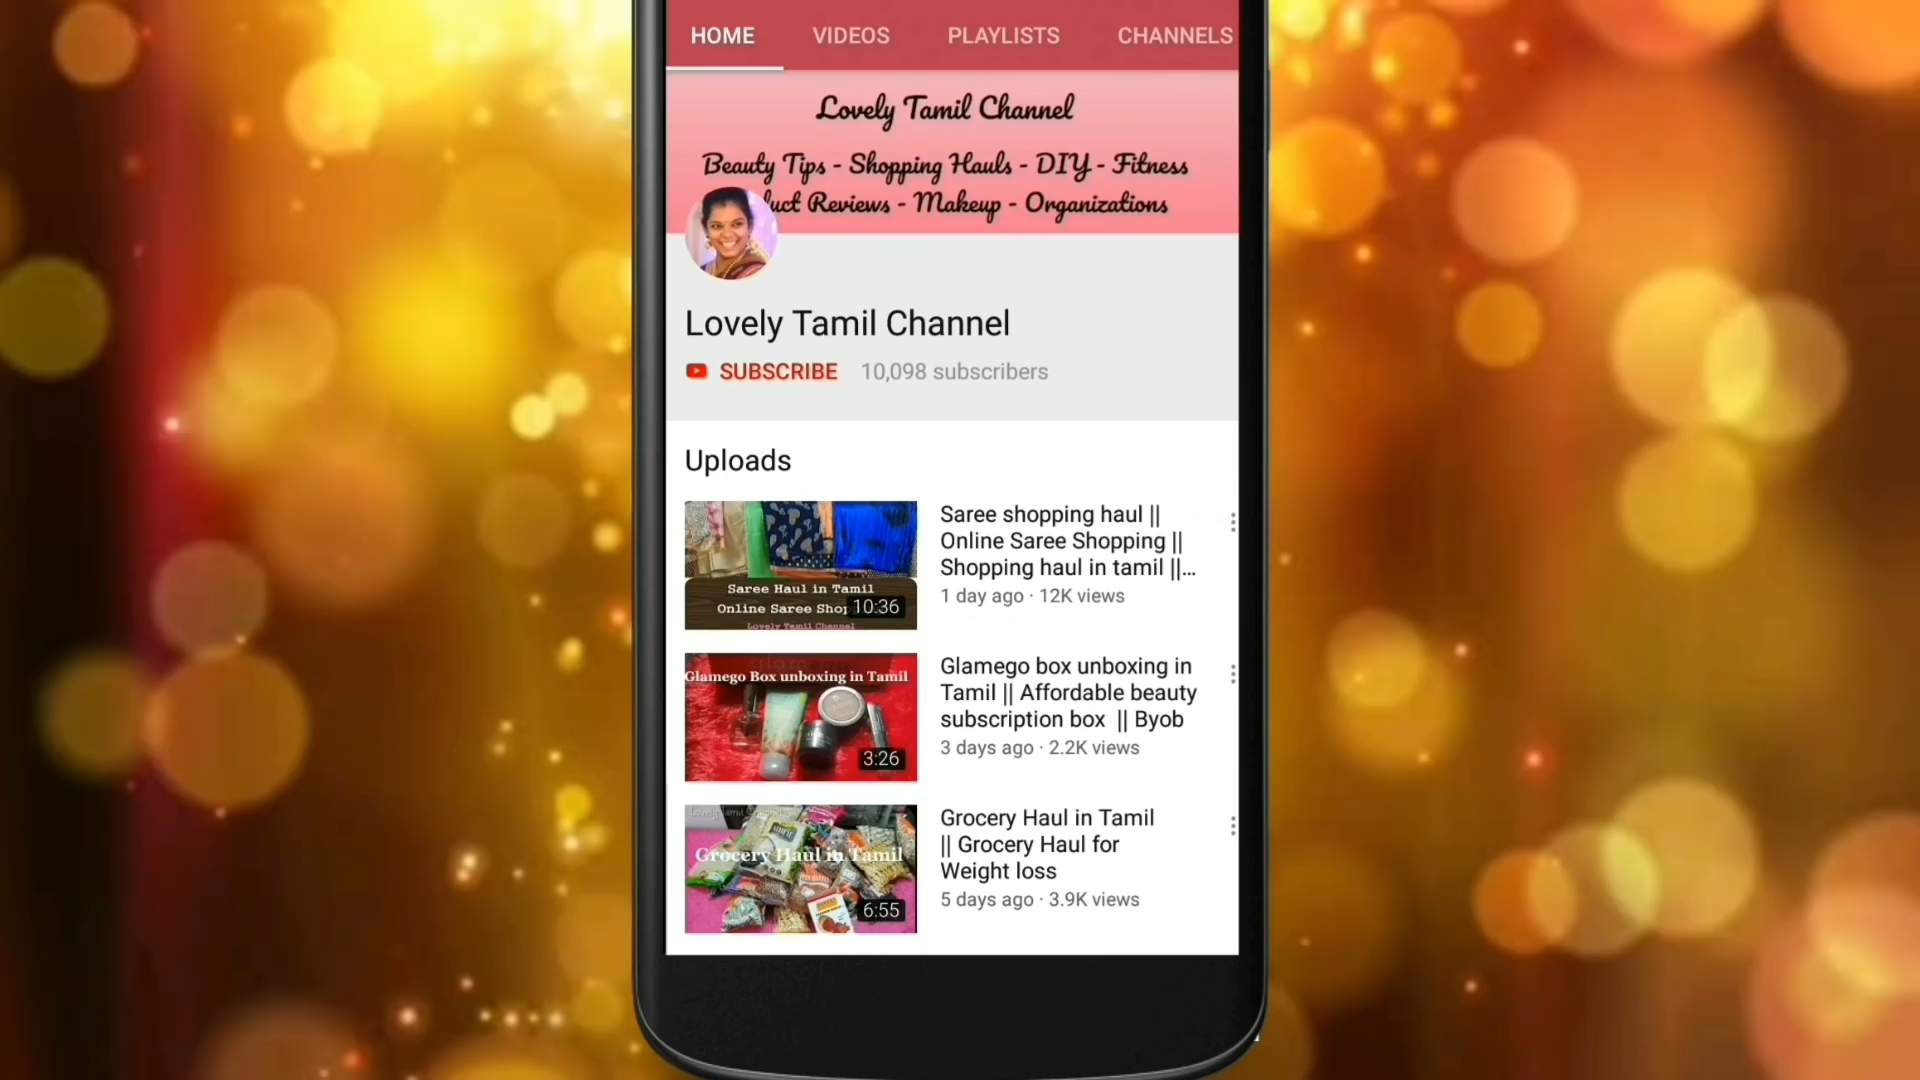 HOME VIDEOS PLAYLISTS CHANNELS
Lovely Tamil Channel
Beauty Tips - Shopping Hauls - DIY - Fitness
uct Reviews - Makeup - Organizations
Lovely Tamil Channel
SUBSCRIBE 10,098 subscribers
Uploads
Saree Haul in Tamil
Online Saree Shop
Lovely Tamil Channel
10:36
Saree shopping haul ||
Online Saree Shopping ||
Shopping haul in tamil ||...
1 day ago · 12K views
Glamego Box unboxing in Tamil
3:26
Glamego box unboxing in
Tamil || Affordable beauty
subscription box || Byob
3 days ago · 2.2K views
Grocery Haul in Tamil
6:55
Grocery Haul in Tamil
|| Grocery Haul for
Weight loss
5 days ago · 3.9K views